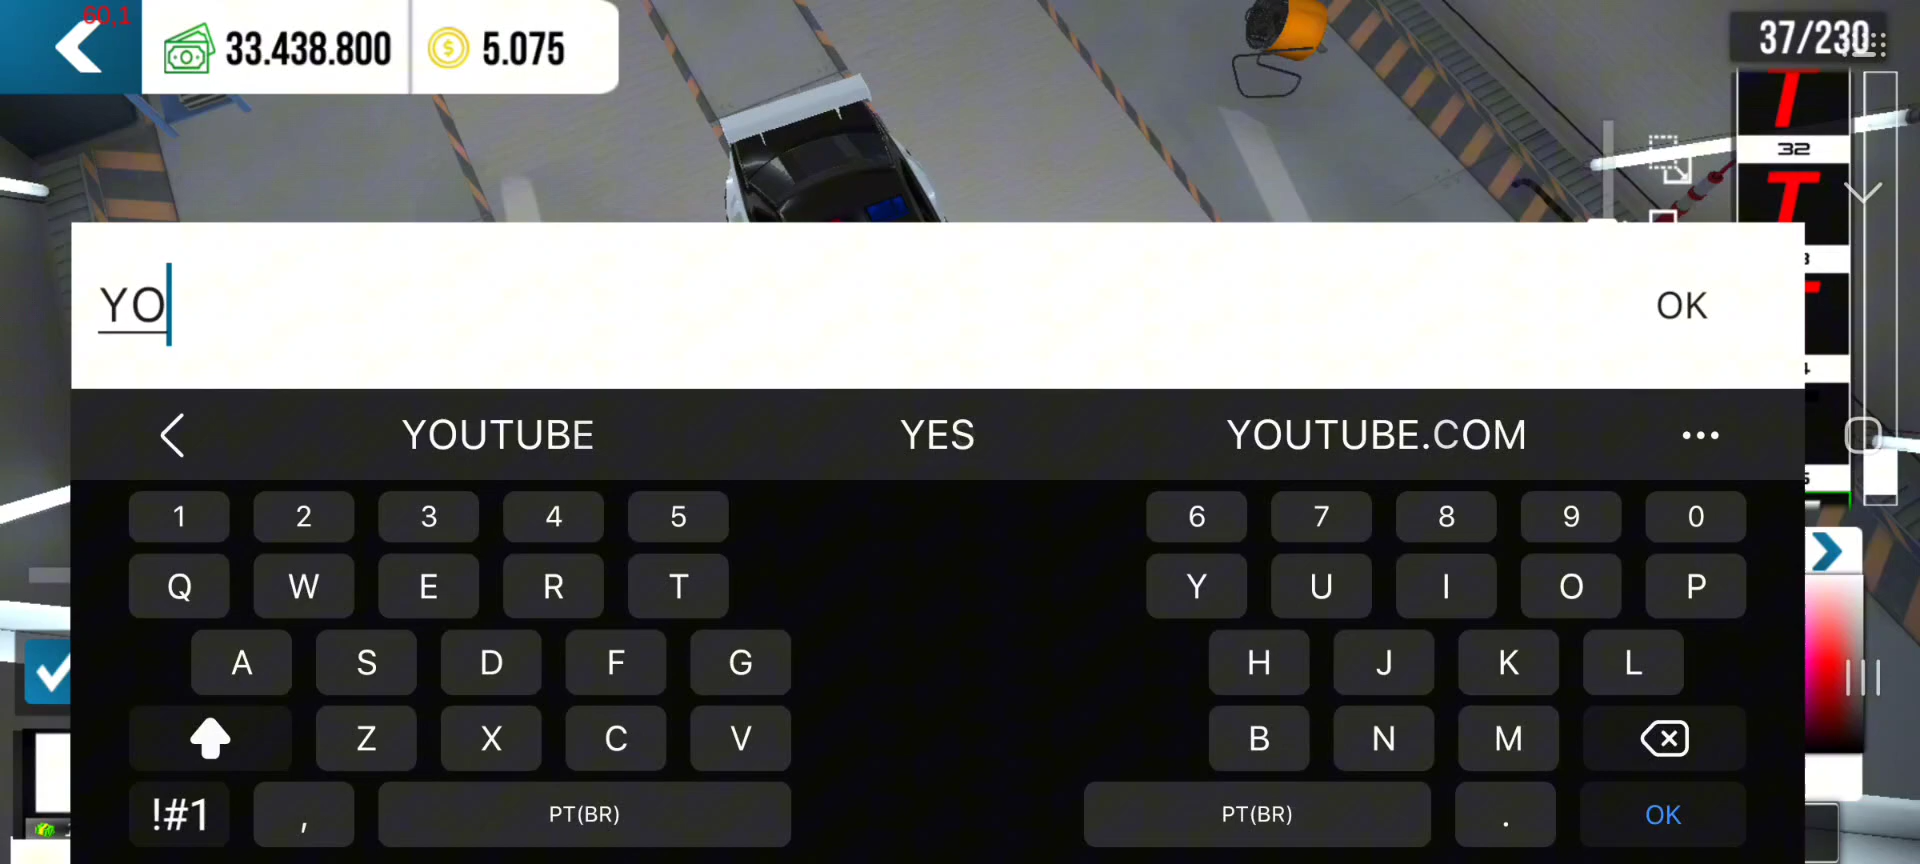 60,1
33.438.800
5.075
37/230
T
32
T
YO
OK
YOUTUBE
YES
YOUTUBE.COM
1 2 3 4 5 6 7 8 9 0
Q W E R T Y U I O P
A S D F G H J K L
Z X C V B N M
!#1 , PT(BR) PT(BR) . OK